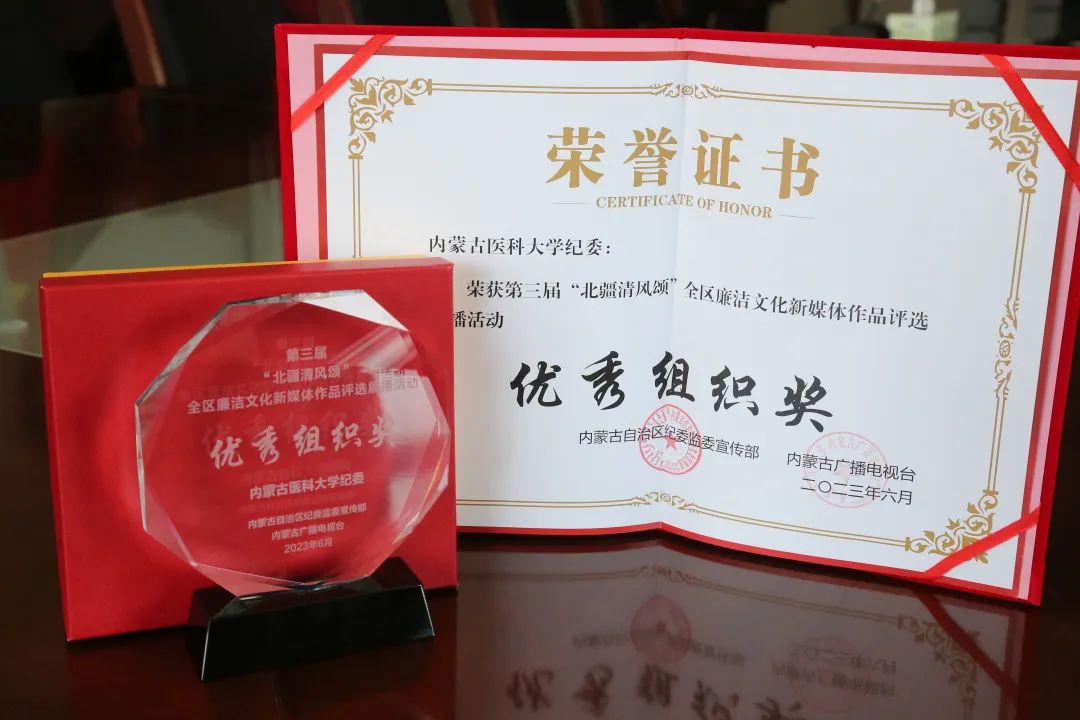 荣誉证书
CERTIFICATE OF HONOR
内蒙古医科大学纪委：
荣获第三届“北疆清风颂”全区廉洁文化新媒体作品评选
播活动
优秀组织奖
内蒙古自治区纪委监委宣传部
内蒙古广播电视台
二〇二三年六月
第三届
“北疆清风颂”
全区廉洁文化新媒体作品评选展播活动
优秀组织奖
内蒙古医科大学纪委
内蒙古自治区纪委监委宣传部
内蒙古广播电视台
2023年6月